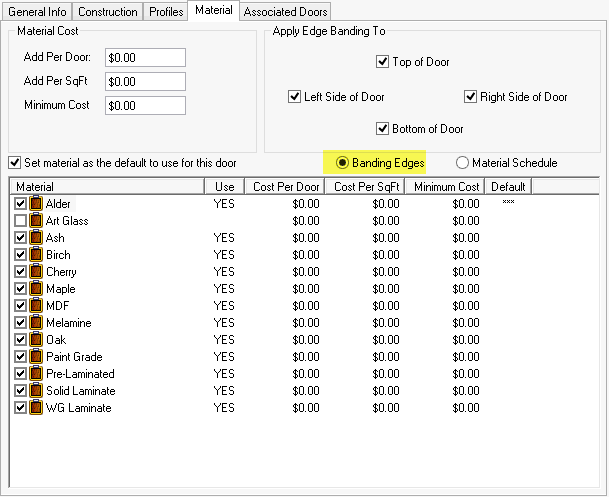 General Info Construction Profiles Material Associated Doors
Material Cost
Add Per Door: $0.00
Add Per SqFt $0.00
Minimum Cost $0.00
Apply Edge Banding To
Top of Door
Left Side of Door Right Side of Door
Bottom of Door
Set material as the default to use for this door Banding Edges Material Schedule
Material Use Cost Per Door Cost Per SqFt Minimum Cost Default
Alder YES $0.00 $0.00 $0.00 ***
Art Glass $0.00 $0.00 $0.00
Ash YES $0.00 $0.00 $0.00
Birch YES $0.00 $0.00 $0.00
Cherry YES $0.00 $0.00 $0.00
Maple YES $0.00 $0.00 $0.00
MDF YES $0.00 $0.00 $0.00
Melamine YES $0.00 $0.00 $0.00
Oak YES $0.00 $0.00 $0.00
Paint Grade YES $0.00 $0.00 $0.00
Pre-Laminated YES $0.00 $0.00 $0.00
Solid Laminate YES $0.00 $0.00 $0.00
WG Laminate YES $0.00 $0.00 $0.00